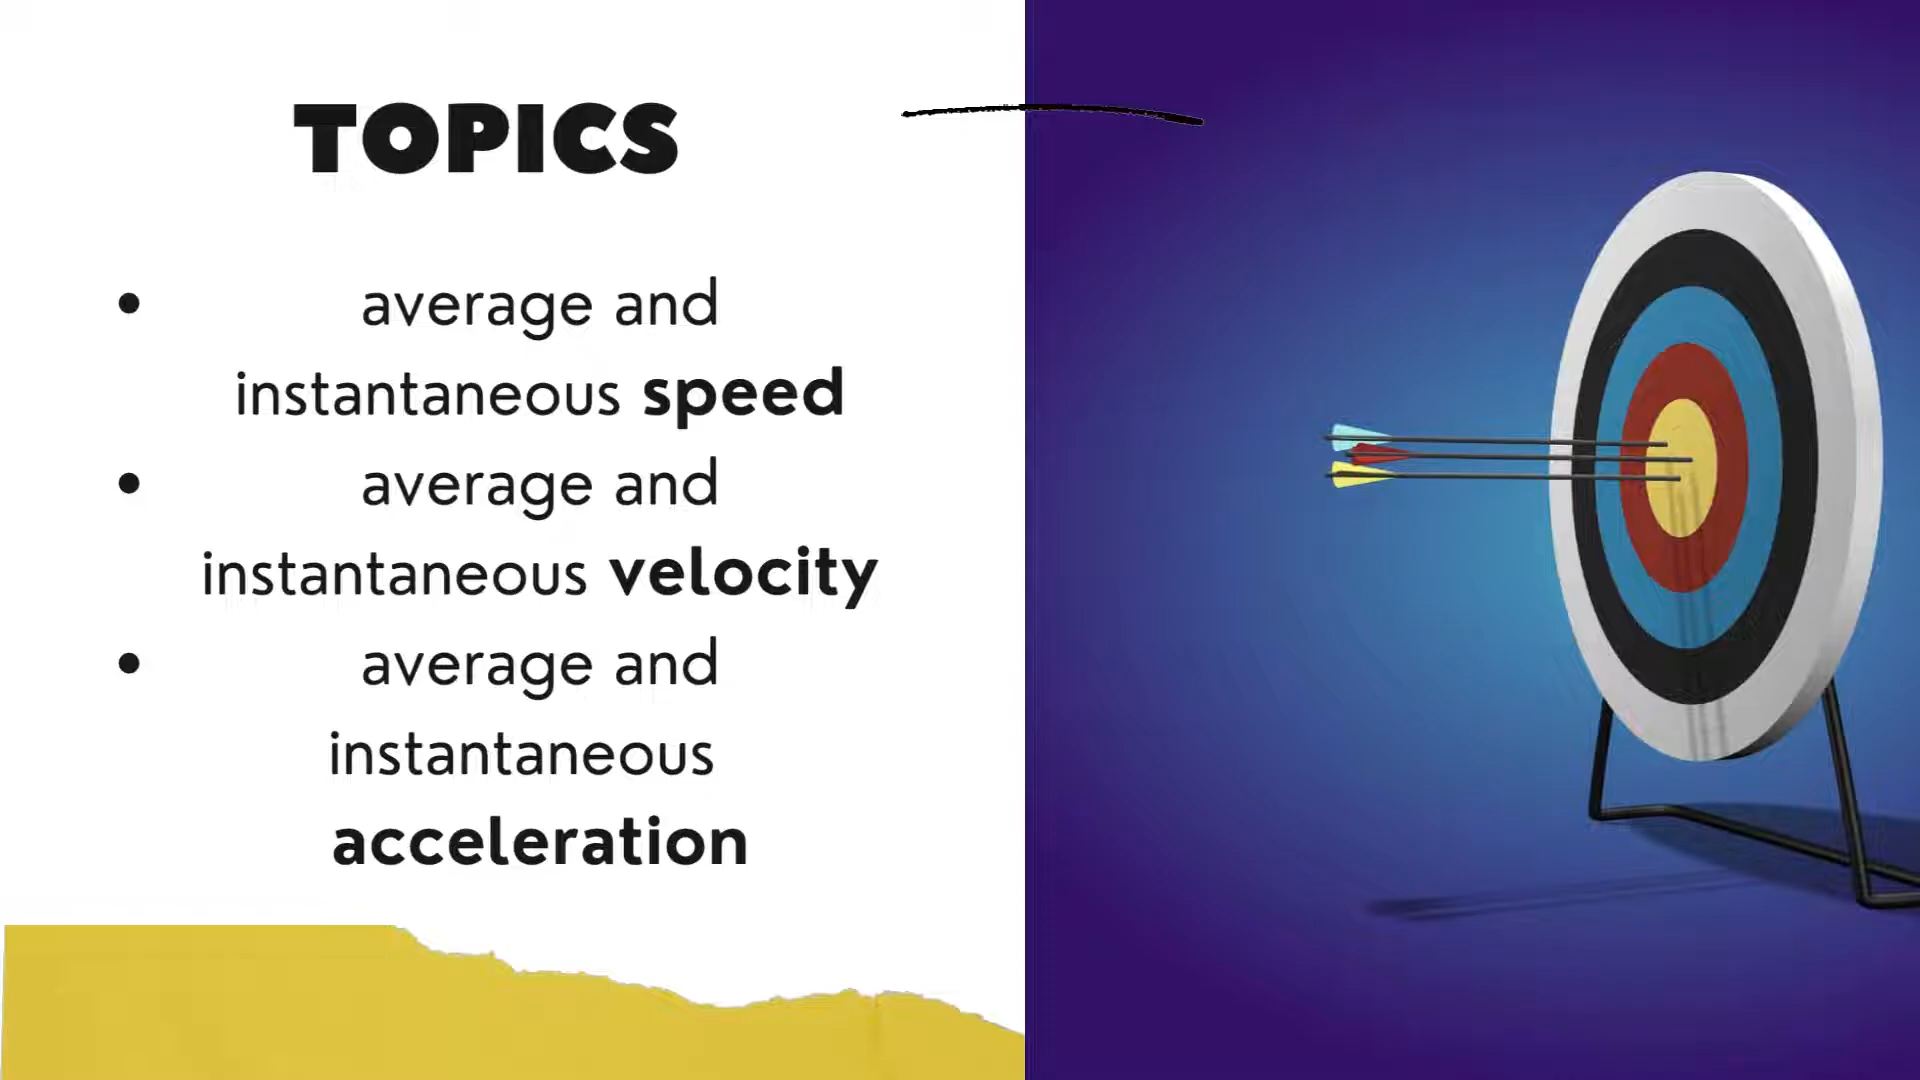 TOPICS
• average and
instantaneous speed
• average and
instantaneous velocity
• average and
instantaneous
acceleration